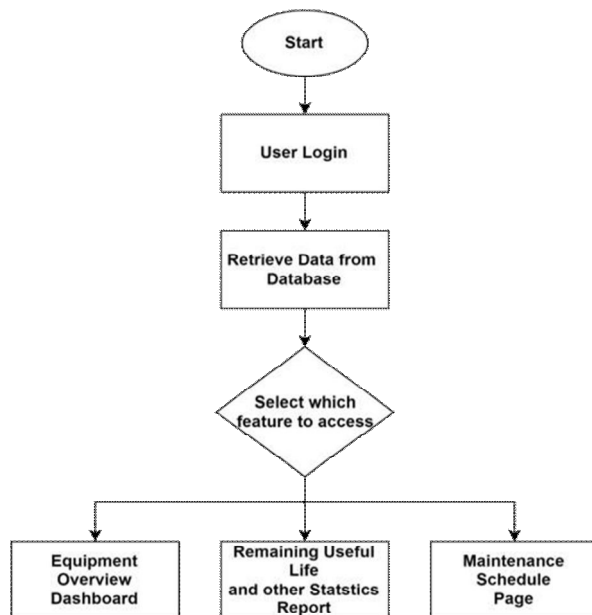 Start
User Login
Retrieve Data from
Database
Select which
feature to access
Equipment
Overview
Dashboard
Remaining Useful
Life
and other Statstics
Report
Maintenance
Schedule
Page